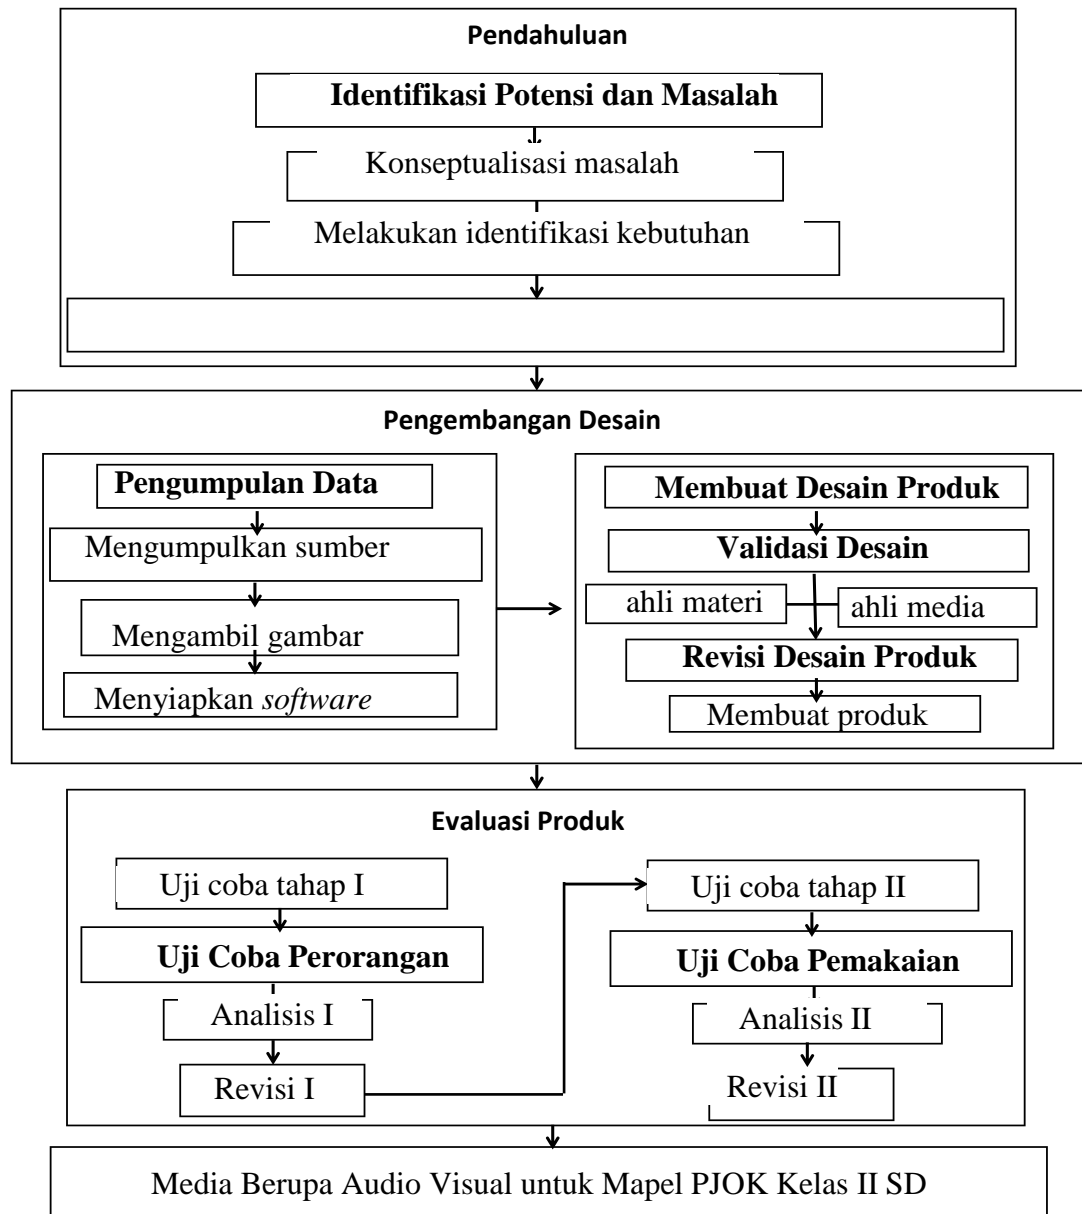 Pendahuluan
Identifikasi Potensi dan Masalah
Konseptualisasi masalah
Melakukan identifikasi kebutuhan
Pengembangan Desain
Pengumpulan Data
Mengumpulkan sumber
Mengambil gambar
Menyiapkan software
Membuat Desain Produk
Validasi Desain
ahli materi
ahli media
Revisi Desain Produk
Membuat produk
Evaluasi Produk
Uji coba tahap I
Uji Coba Perorangan
Analisis I
Revisi I
Uji coba tahap II
Uji Coba Pemakaian
Analisis II
Revisi II
Media Berupa Audio Visual untuk Mapel PJOK Kelas II SD